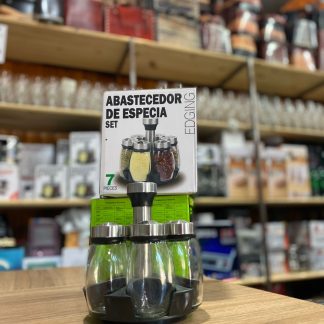 ABASTECEDOR
DE ESPECIA
SET
EDGING
7
PIECES